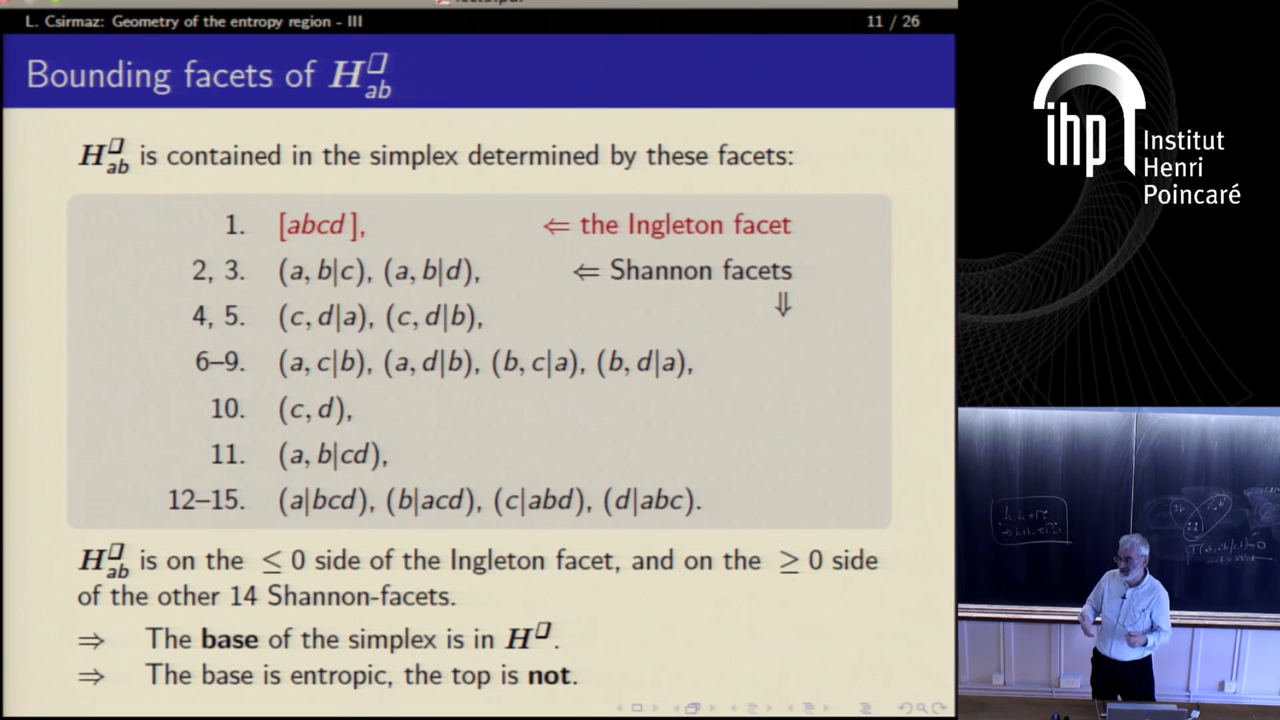 L. Csirmaz: Geometry of the entropy region - III
11 / 26
Bounding facets of H□ab
H□ab is contained in the simplex determined by these facets:
1. [abcd], ⇐ the Ingleton facet
2, 3. (a, b|c), (a, b|d), ⇐ Shannon facets
4, 5. (c, d|a), (c, d|b), ⇓
6–9. (a, c|b), (a, d|b), (b, c|a), (b, d|a),
10. (c, d),
11. (a, b|cd),
12–15. (a|bcd), (b|acd), (c|abd), (d|abc).
H□ab is on the ≤ 0 side of the Ingleton facet, and on the ≥ 0 side
of the other 14 Shannon-facets.
⇒ The base of the simplex is in H□.
⇒ The base is entropic, the top is not.
ihp
Institut
Henri
Poincaré